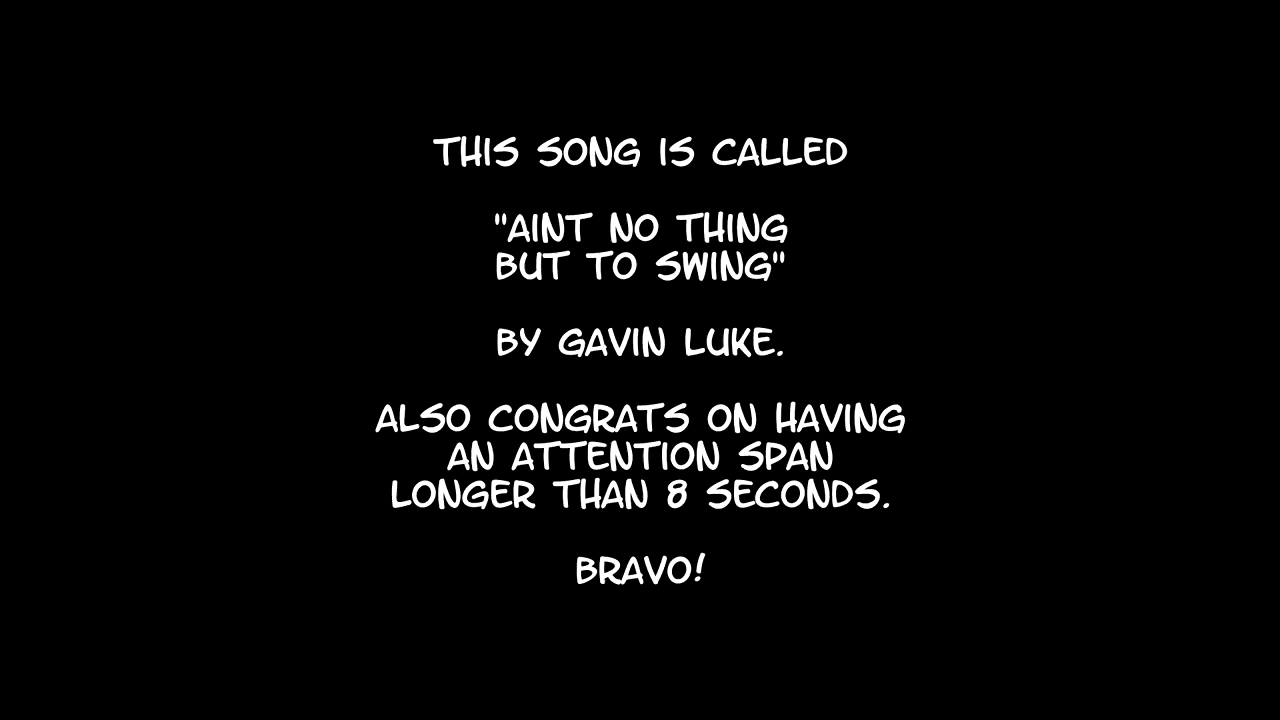 THIS SONG IS CALLED
"AINT NO THING
BUT TO SWING"
BY GAVIN LUKE.
ALSO CONGRATS ON HAVING
AN ATTENTION SPAN
LONGER THAN 8 SECONDS.
BRAVO!